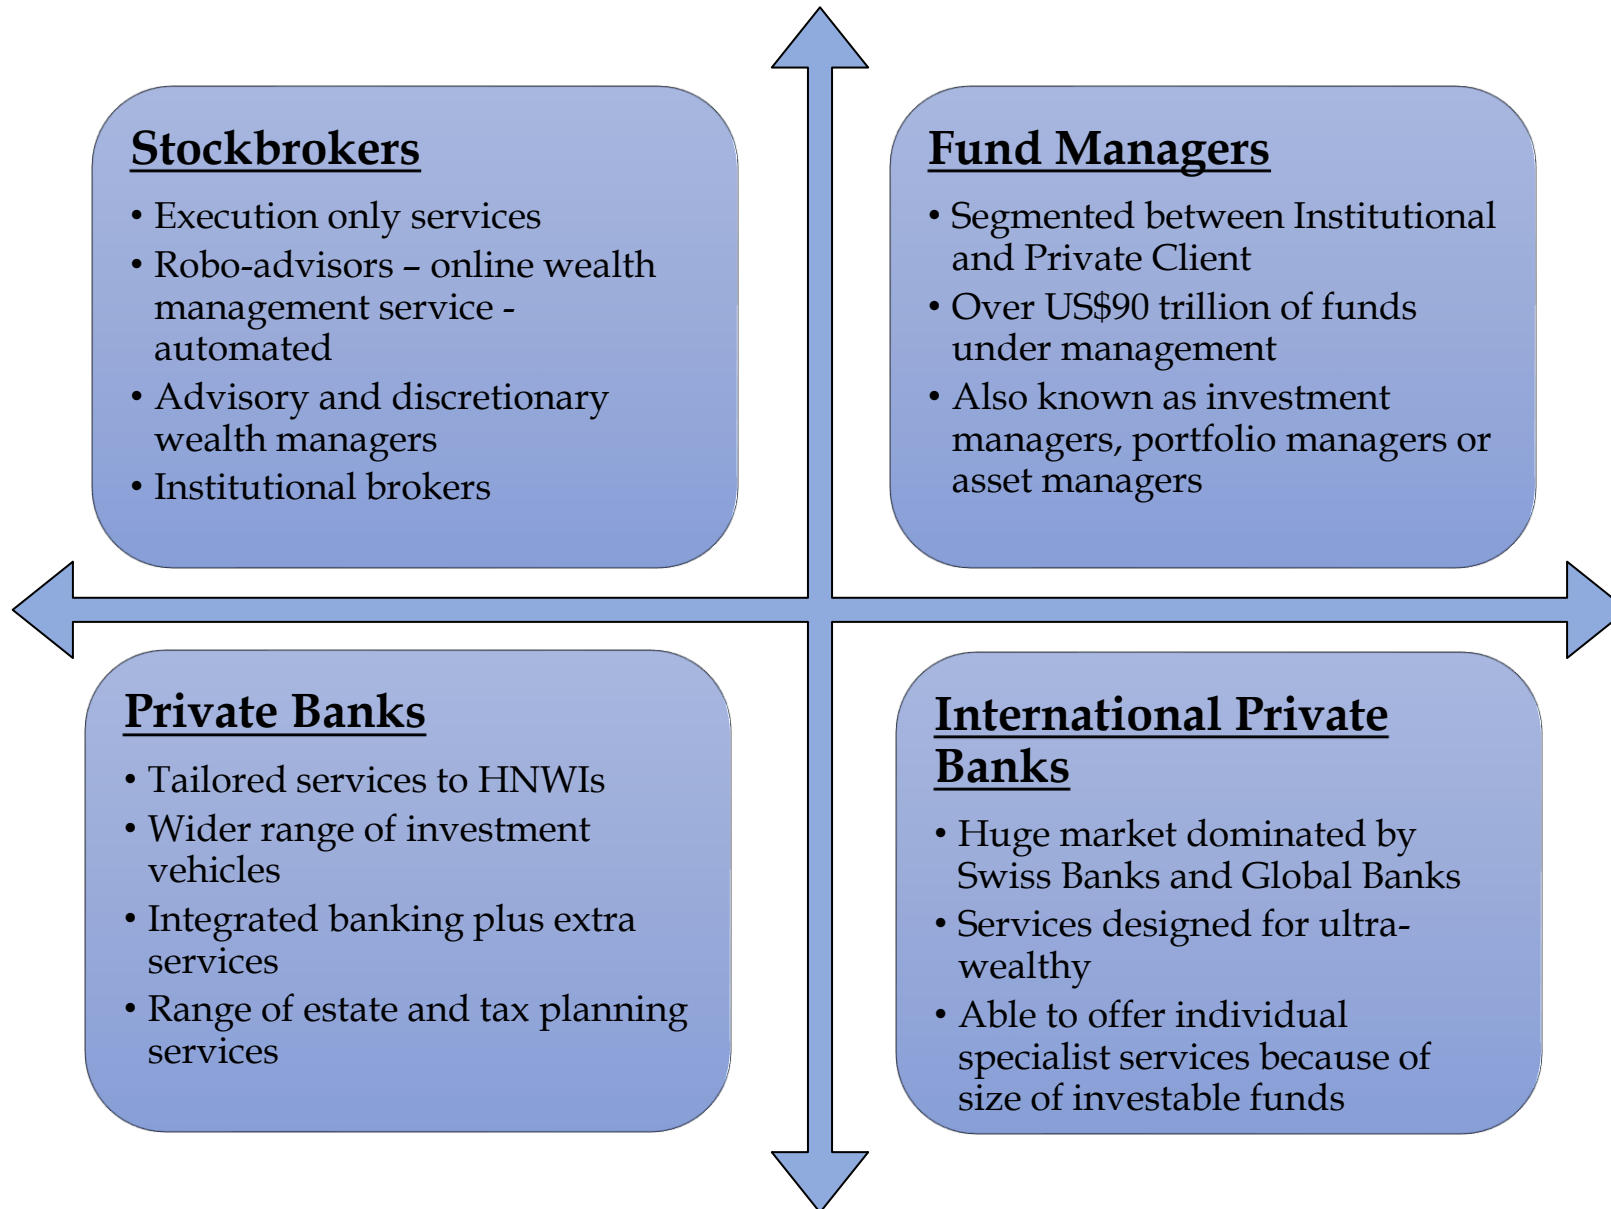 Stockbrokers
• Execution only services
• Robo-advisors – online wealth
management service -
automated
• Advisory and discretionary
wealth managers
• Institutional brokers
Fund Managers
• Segmented between Institutional
and Private Client
• Over US$90 trillion of funds
under management
• Also known as investment
managers, portfolio managers or
asset managers
Private Banks
• Tailored services to HNWIs
• Wider range of investment
vehicles
• Integrated banking plus extra
services
• Range of estate and tax planning
services
International Private
Banks
• Huge market dominated by
Swiss Banks and Global Banks
• Services designed for ultra-
wealthy
• Able to offer individual
specialist services because of
size of investable funds